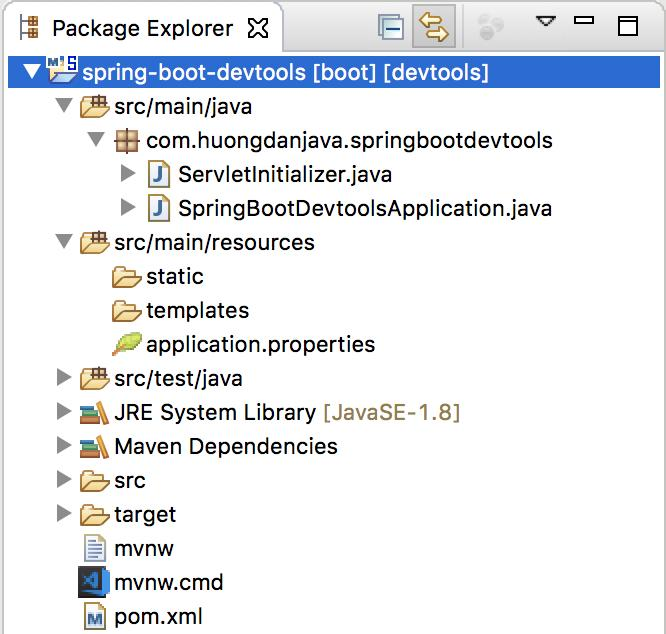 Package Explorer
spring-boot-devtools [boot] [devtools]
src/main/java
com.huongdanjava.springbootdevtools
ServletInitializer.java
SpringBootDevtoolsApplication.java
src/main/resources
static
templates
application.properties
src/test/java
JRE System Library [JavaSE-1.8]
Maven Dependencies
src
target
mvnw
mvnw.cmd
pom.xml